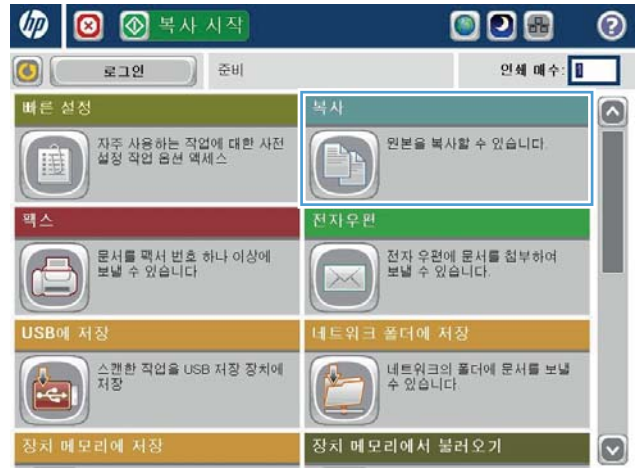 hp
복사 시작
?
로그인
준비
인쇄 매수: 1
빠른 설정
자주 사용하는 작업에 대한 사전
설정 작업 옵션 액세스
복사
원본을 복사할 수 있습니다.
팩스
문서를 팩서 번호 하나 이상에
보낼 수 있습니다
전자우편
전자 우편에 문서를 첨부하여
보낼 수 있습니다.
USB에 저장
스캔한 작업을 USB 저장 장치에
저장
네트워크 폴더에 저장
네트워크의 폴더에 문서를 보낼
수 있습니다
장치 메모리에 저장
장치 메모리에서 불러오기